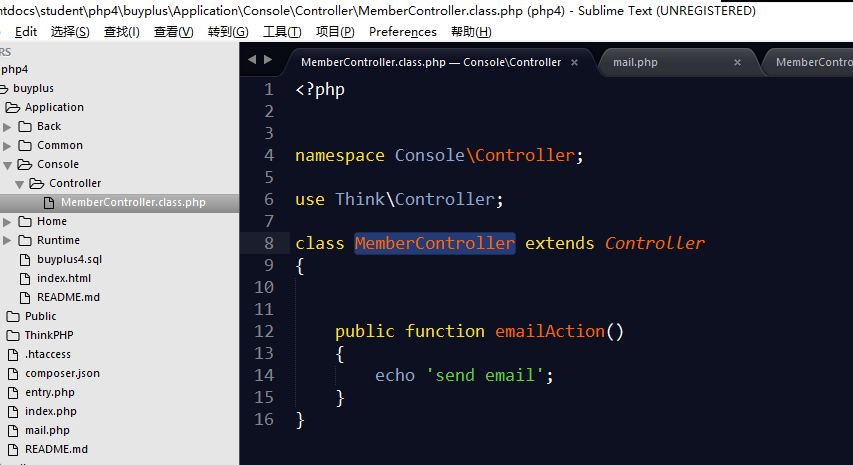 ntdocs\student\php4\buyplus\Application\Console\Controller\MemberController.class.php (php4) - Sublime Text (UNREGISTERED)
Edit 选择(S) 查找(I) 查看(V) 转到(G) 工具(T) 项目(P) Preferences 帮助(H)
RS
php4
buyplus
Application
Back
Common
Console
Controller
MemberController.class.php
Home
Runtime
buyplus4.sql
index.html
README.md
Public
ThinkPHP
.htaccess
composer.json
entry.php
index.php
mail.php
README.md
MemberController.class.php — Console\Controller × mail.php × MemberContro
1 <?php
2
3
4 namespace Console\Controller;
5
6 use Think\Controller;
7
8 class MemberController extends Controller
9 {
10
11
12 public function emailAction()
13 {
14 echo 'send email';
15 }
16 }